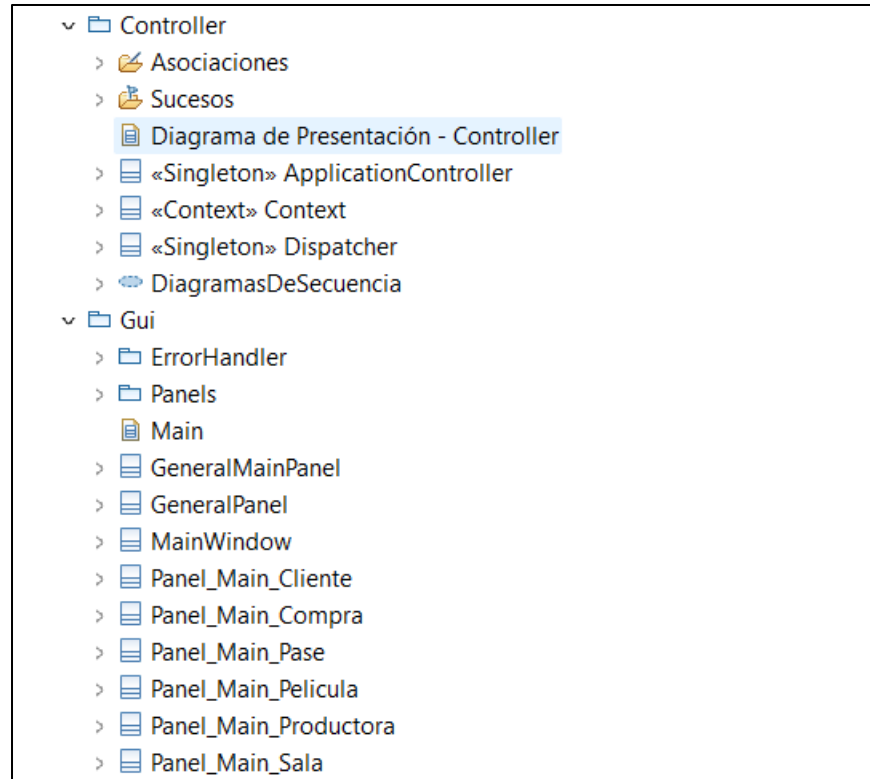 Controller
Asociaciones
Sucesos
Diagrama de Presentación - Controller
«Singleton» ApplicationController
«Context» Context
«Singleton» Dispatcher
DiagramasDeSecuencia
Gui
ErrorHandler
Panels
Main
GeneralMainPanel
GeneralPanel
MainWindow
Panel_Main_Cliente
Panel_Main_Compra
Panel_Main_Pase
Panel_Main_Pelicula
Panel_Main_Productora
Panel_Main_Sala